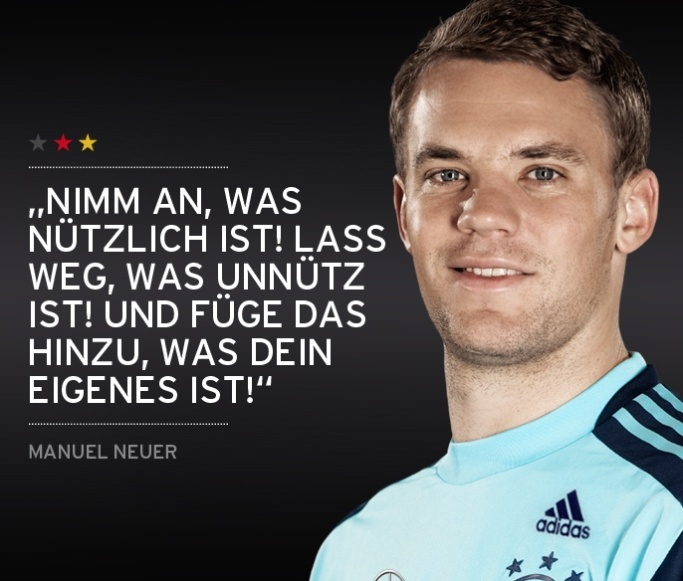 „NIMM AN, WAS
NÜTZLICH IST! LASS
WEG, WAS UNNÜTZ
IST! UND FÜGE DAS
HINZU, WAS DEIN
EIGENES IST!“
MANUEL NEUER
adidas